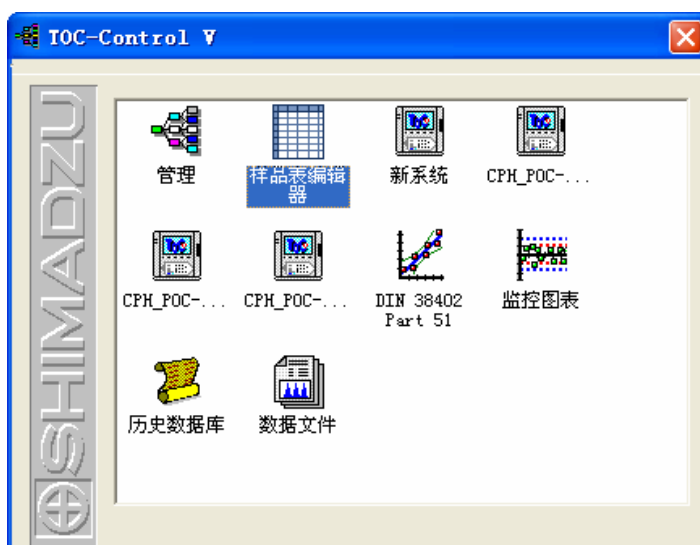 TOC-Control V
SHIMADZU
管理
样品表编辑
器
新系统
CPH_POC-...
CPH_POC-...
CPH_POC-...
DIN 38402
Part 51
监控图表
历史数据库
数据文件